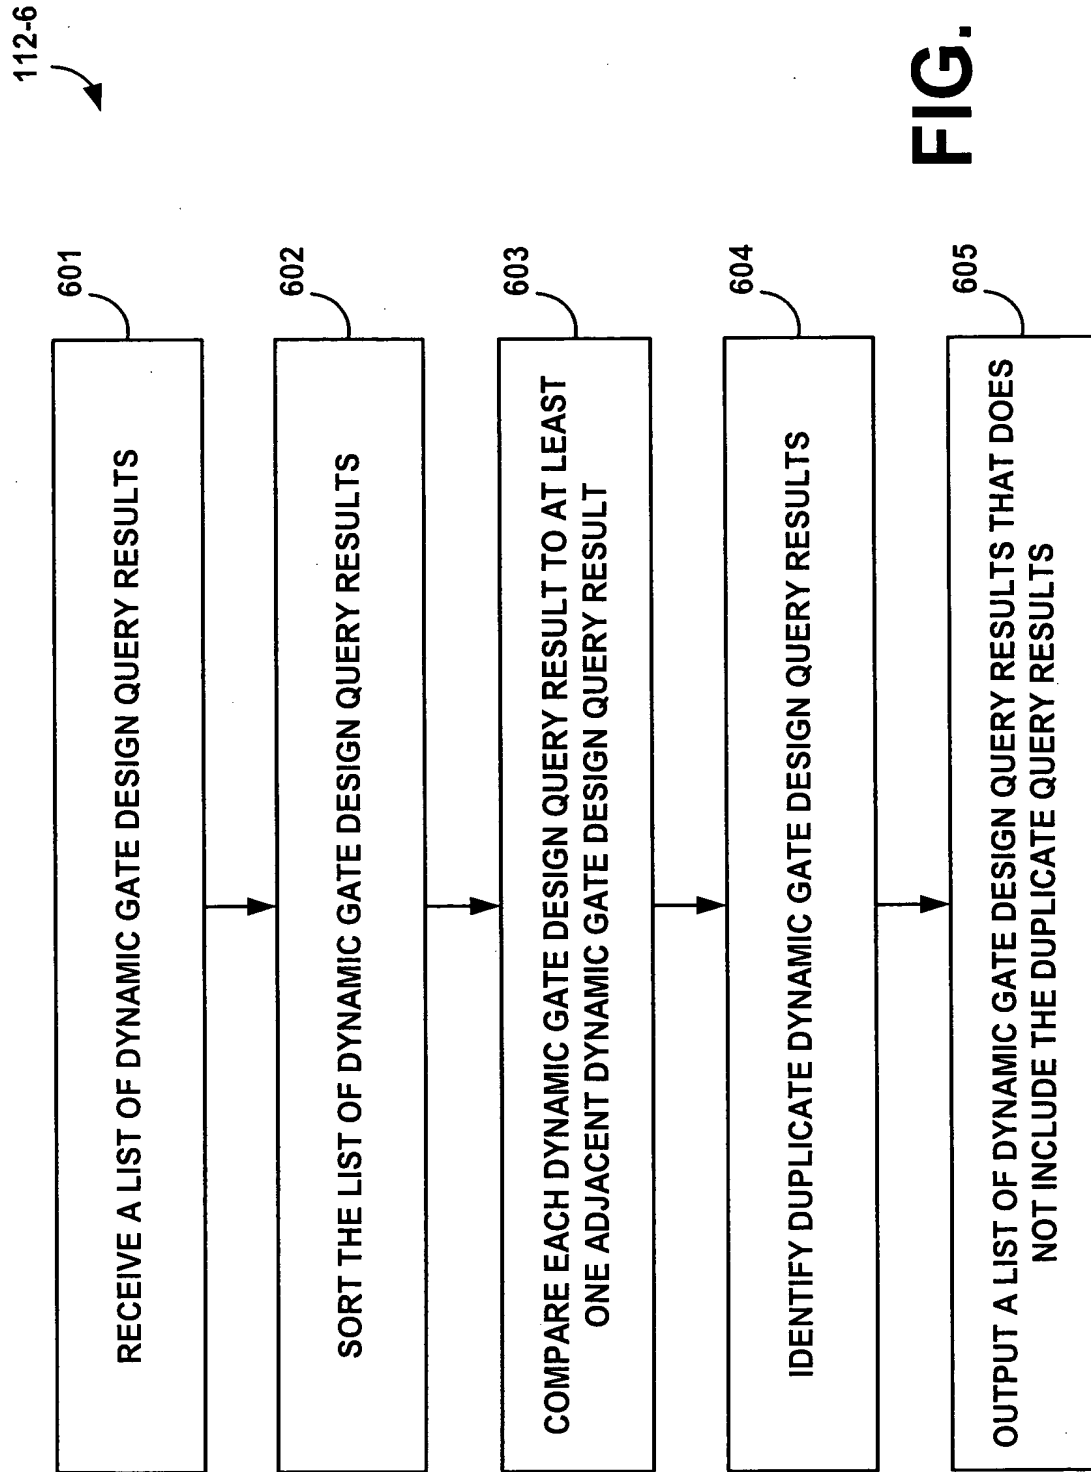 112-6
601
RECEIVE A LIST OF DYNAMIC GATE DESIGN QUERY RESULTS
602
SORT THE LIST OF DYNAMIC GATE DESIGN QUERY RESULTS
603
COMPARE EACH DYNAMIC GATE DESIGN QUERY RESULT TO AT LEAST
ONE ADJACENT DYNAMIC GATE DESIGN QUERY RESULT
604
IDENTIFY DUPLICATE DYNAMIC GATE DESIGN QUERY RESULTS
605
OUTPUT A LIST OF DYNAMIC GATE DESIGN QUERY RESULTS THAT DOES
NOT INCLUDE THE DUPLICATE QUERY RESULTS
FIG.